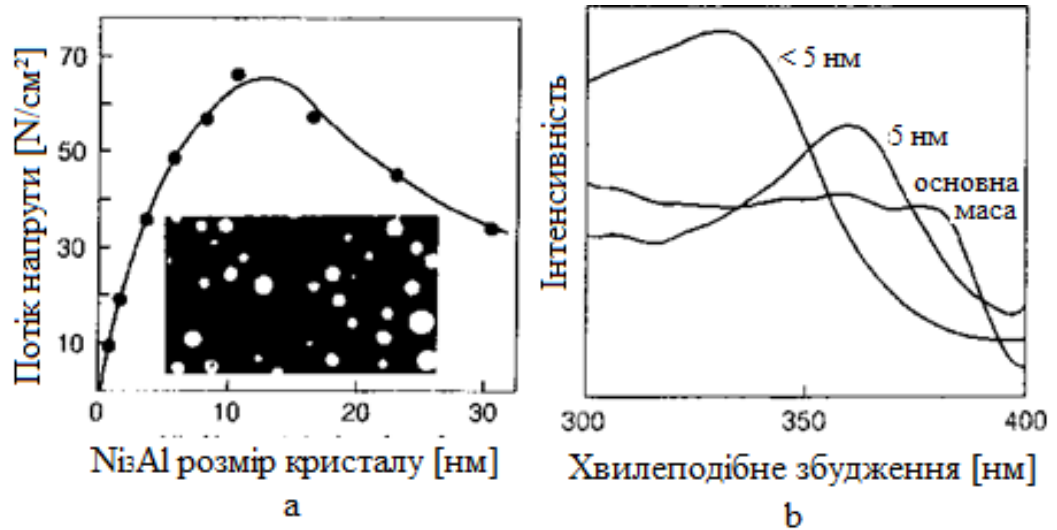 Потік напруги [N/см²]
70
50
30
10
0
10
20
30
Ni₃Al розмір кристалу [нм]
a
Інтенсивність
< 5 нм
5 нм
основна
маса
300
350
400
Хвилеподібне збудження [нм]
b